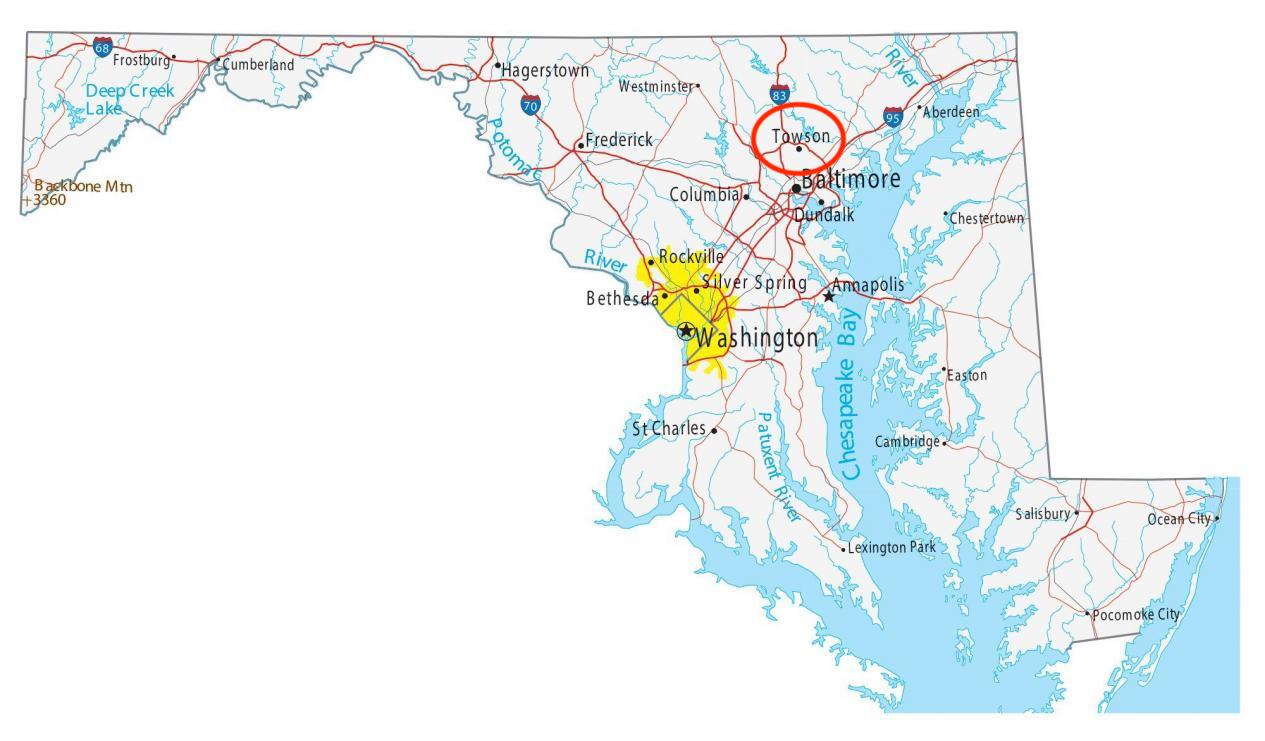 68
Frostburg
Cumberland
Deep Creek
Lake
Backbone Mtn
+3360
Hagerstown
70
Potomac
River
Frederick
Westminster
83
River
95
Aberdeen
Towson
Baltimore
Columbia
Dundalk
Chestertown
Rockville
Silver Spring
Bethesda
Annapolis
Washington
Chesapeake Bay
Easton
St Charles
Patuxent River
Cambridge
Salisbury
Ocean City
Lexington Park
Pocomoke City